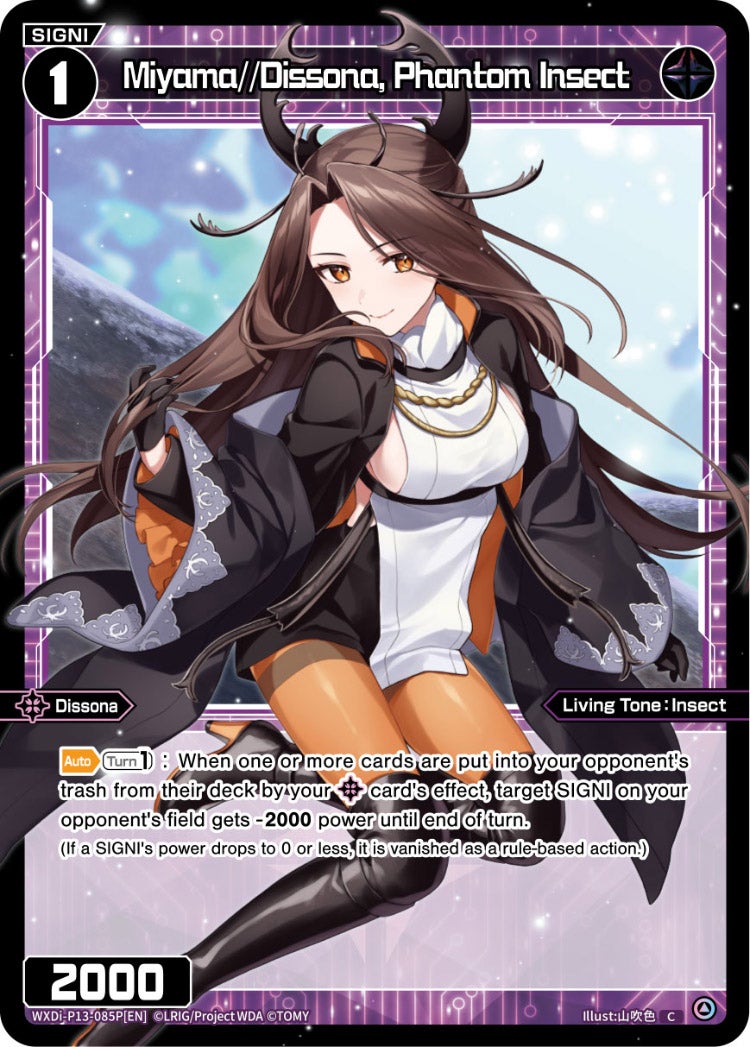 SIGNI
1
Miyama//Dissona, Phantom Insect
Dissona
Living Tone:Insect
Auto Turn 1 : When one or more cards are put into your opponent's
trash from their deck by your card's effect, target SIGNI on your
opponent's field gets -2000 power until end of turn.
(If a SIGNI's power drops to 0 or less, it is vanished as a rule-based action.)
2000
WXDi-P13-085P[EN] ©LRIG/Project WDA ©TOMY
Illust:山吹色 C